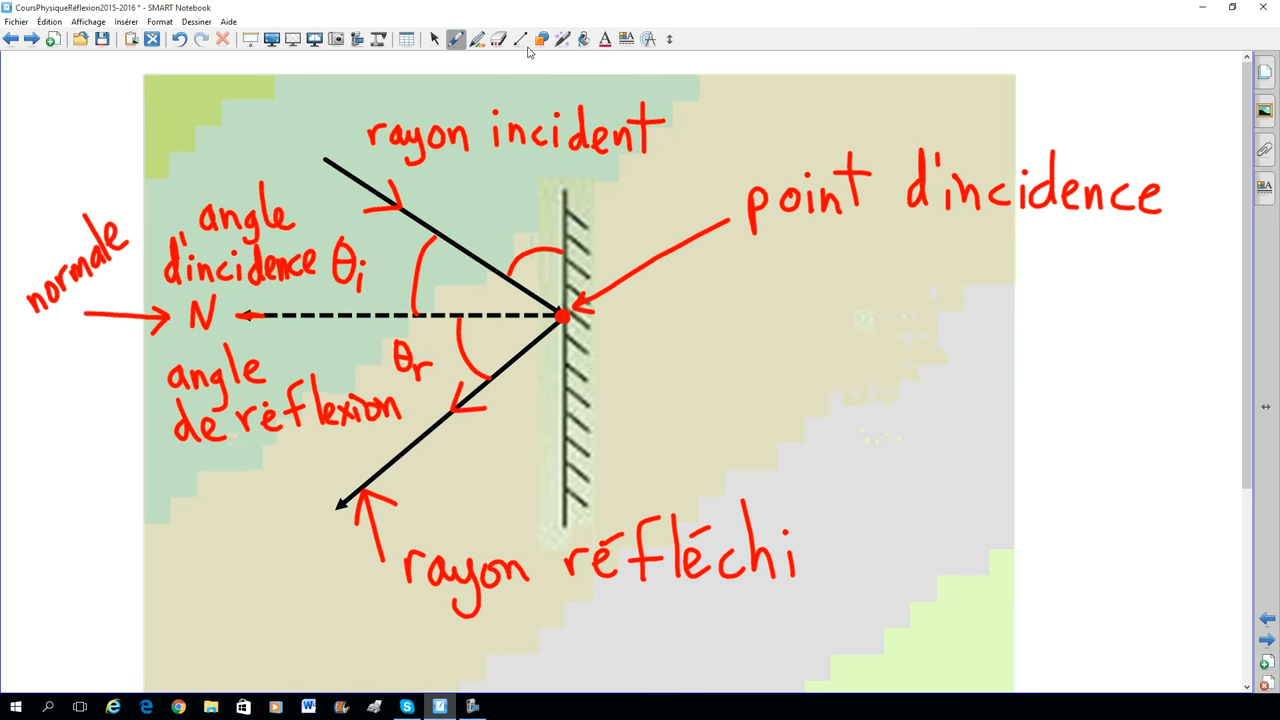 CoursPhysiqueRéflexion2015-2016 * - SMART Notebook
Fichier Édition Affichage Insérer Format Dessiner Aide
rayon incident
point d'incidence
angle
d'incidence θi
normale
N
θr
angle
de réflexion
rayon réfléchi